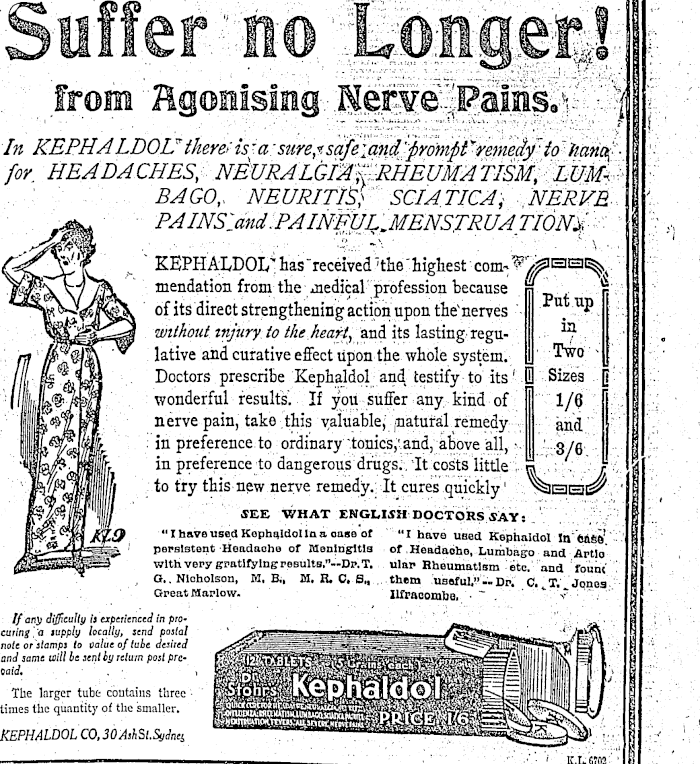 Suffer no Longer!
from Agonising Nerve Pains.
In KEPHALDOL there is a sure, safe and prompt remedy to hand
for HEADACHES, NEURALGIA, RHEUMATISM, LUM-
BAGO, NEURITIS, SCIATICA, NERVE
PAINS and PAINFUL MENSTRUATION.
KEPHALDOL has received the highest com-
mendation from the medical profession because
of its direct strengthening action upon the nerves
without injury to the heart, and its lasting regu-
lative and curative effect upon the whole system.
Doctors prescribe Kephaldol and testify to its
wonderful results. If you suffer any kind of
nerve pain, take this valuable, natural remedy
in preference to ordinary tonics, and, above all,
in preference to dangerous drugs. It costs little
to try this new nerve remedy. It cures quickly
Put up
in
Two
Sizes
1/6
and
3/6
KLD
SEE WHAT ENGLISH DOCTORS SAY:
"I have used Kephaldol in a case of
persistent Headache of Meningitis
with very gratifying results."--Dr. T.
G. Nicholson, M. B., M. R. C. S.,
Great Marlow.
"I have used Kephaldol in case
of Headache, Lumbago and Artic
ular Rheumatism etc. and found
them useful."--Dr. C. T. Jones
Ilfracombe.
If any difficulty is experienced in pro-
curing a supply locally, send postal
note or stamps to value of tube desired
and same will be sent by return post pre-
paid.
The larger tube contains three
times the quantity of the smaller.
KEPHALDOL CO, 30 Ash St. Sydney
12 TABLETS (5 Grains each)
Dr.
Stohr's Kephaldol
PRICE 1/6
K.L. 6702